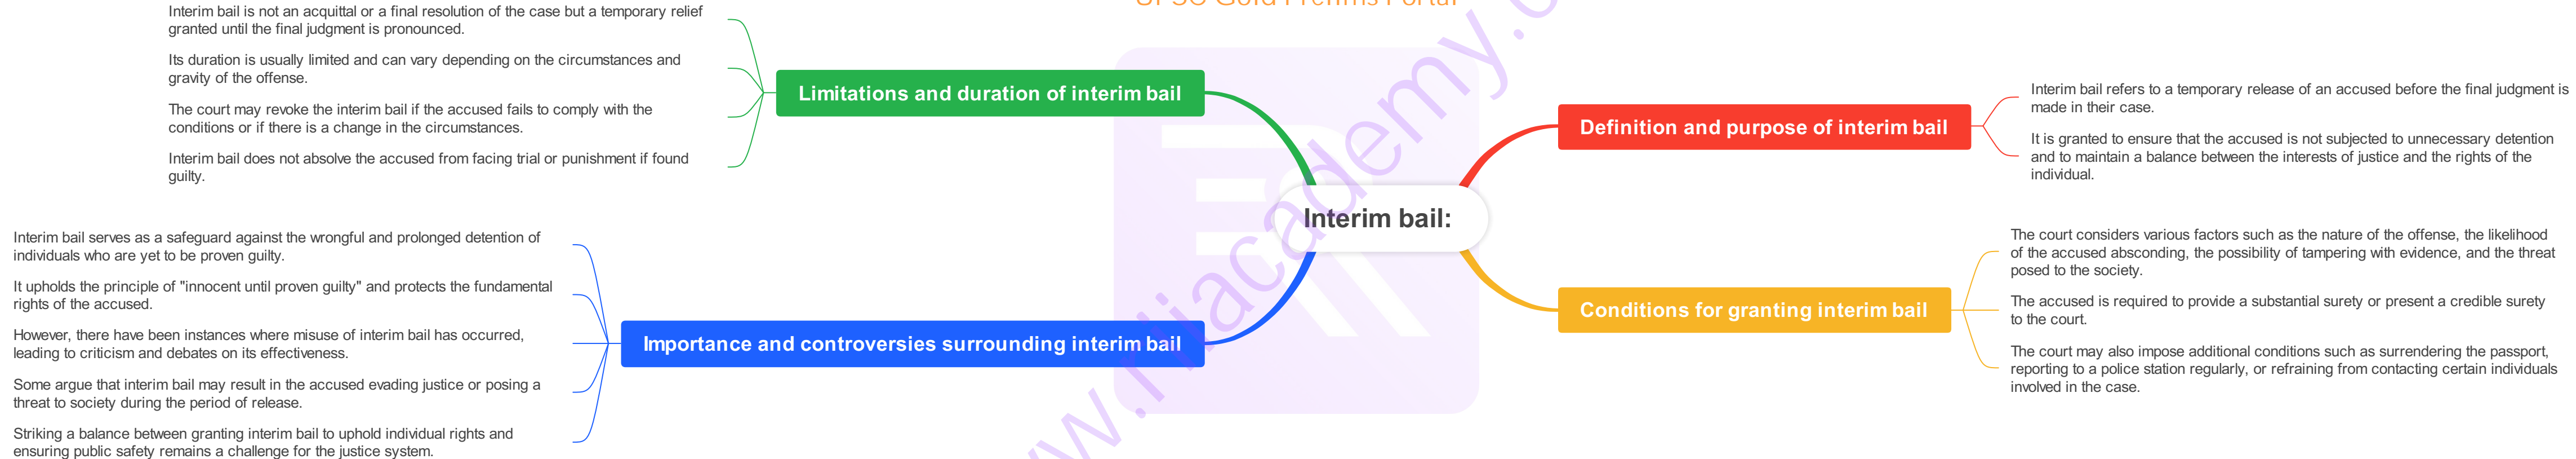 UPSC Gold Prelims Portal
Interim bail is not an acquittal or a final resolution of the case but a temporary relief
granted until the final judgment is pronounced.
Its duration is usually limited and can vary depending on the circumstances and
gravity of the offense.
The court may revoke the interim bail if the accused fails to comply with the
conditions or if there is a change in the circumstances.
Interim bail does not absolve the accused from facing trial or punishment if found
guilty.
Limitations and duration of interim bail
Interim bail serves as a safeguard against the wrongful and prolonged detention of
individuals who are yet to be proven guilty.
It upholds the principle of "innocent until proven guilty" and protects the fundamental
rights of the accused.
However, there have been instances where misuse of interim bail has occurred,
leading to criticism and debates on its effectiveness.
Some argue that interim bail may result in the accused evading justice or posing a
threat to society during the period of release.
Striking a balance between granting interim bail to uphold individual rights and
ensuring public safety remains a challenge for the justice system.
Importance and controversies surrounding interim bail
Interim bail:
Definition and purpose of interim bail
Interim bail refers to a temporary release of an accused before the final judgment is
made in their case.
It is granted to ensure that the accused is not subjected to unnecessary detention
and to maintain a balance between the interests of justice and the rights of the
individual.
Conditions for granting interim bail
The court considers various factors such as the nature of the offense, the likelihood
of the accused absconding, the possibility of tampering with evidence, and the threat
posed to the society.
The accused is required to provide a substantial surety or present a credible surety
to the court.
The court may also impose additional conditions such as surrendering the passport,
reporting to a police station regularly, or refraining from contacting certain individuals
involved in the case.